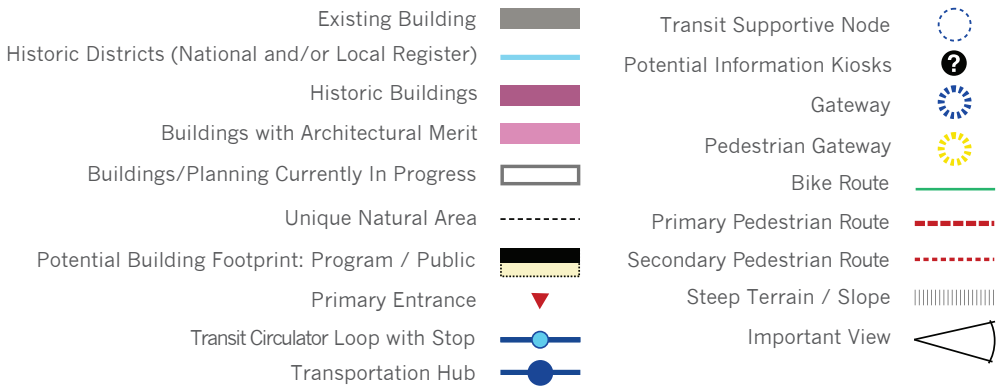 Existing Building
Historic Districts (National and/or Local Register)
Historic Buildings
Buildings with Architectural Merit
Buildings/Planning Currently In Progress
Unique Natural Area
Potential Building Footprint: Program / Public
Primary Entrance
Transit Circulator Loop with Stop
Transportation Hub
Transit Supportive Node
Potential Information Kiosks
?
Gateway
Pedestrian Gateway
Bike Route
Primary Pedestrian Route
Secondary Pedestrian Route
Steep Terrain / Slope
Important View